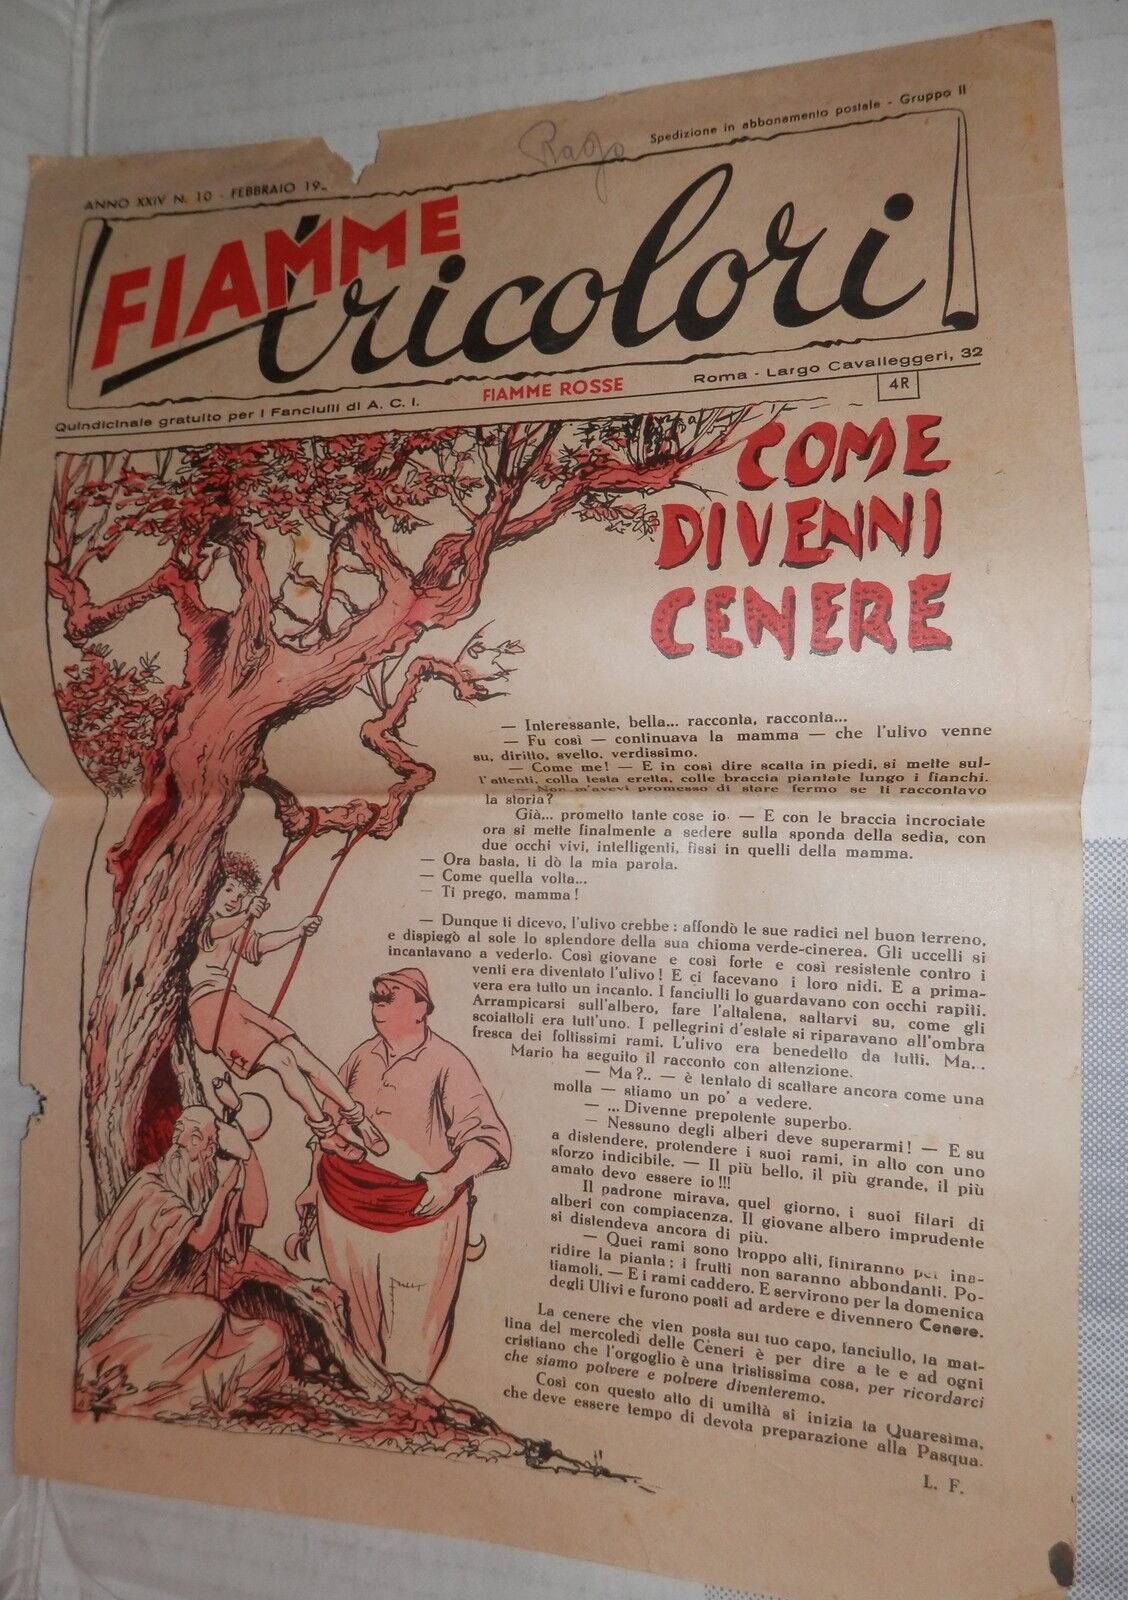 Rago
Spedizione in abbonamento postale - Gruppo II
ANNO XXIV N. 10 - FEBBRAIO 19
FIAMME
tricolori
Quindicinale gratuito per i Fanciulli di A. C. I.
FIAMME ROSSE
Roma - Largo Cavalleggeri, 32
4R
COME
DIVENNI
CENERE
— Interessante, bella... racconta, racconta...
— Fu così — continuava la mamma — che l'ulivo venne
su, diritto, svelto, verdissimo.
— Come me! — E in così dire scatta in piedi, si mette sul-
l'attenti, colla testa eretta, colle braccia piantate lungo i fianchi.
— Non m'avevi promesso di stare fermo se ti raccontavo
la storia?
Già... prometto tante cose io. — E con le braccia incrociate
ora si mette finalmente a sedere sulla sponda della sedia, con
due occhi vivi, intelligenti, fissi in quelli della mamma.
— Ora basta, ti dò la mia parola.
— Come quella volta...
— Ti prego, mamma!
— Dunque ti dicevo, l'ulivo crebbe: affondò le sue radici nel buon terreno,
e dispiegò al sole lo splendore della sua chioma verde-cinerea. Gli uccelli si
incantavano a vederlo. Così giovane e così forte e così resistente contro i
venti era diventato l'ulivo! E ci facevano i loro nidi. E a prima-
vera era tutto un incanto. I fanciulli lo guardavano con occhi rapiti.
Arrampicarsi sull'albero, fare l'altalena, saltarvi su, come gli
scoiattoli era tutt'uno. I pellegrini d'estate si riparavano all'ombra
fresca dei foltissimi rami. L'ulivo era benedetto da tutti. Ma...
Mario ha seguito il racconto con attenzione.
— Ma?.. — è tentato di scattare ancora come una
molla — stiamo un po' a vedere.
— ... Divenne prepotente superbo.
— Nessuno degli alberi deve superarmi! — E su
a distendere, protendere i suoi rami, in alto con uno
sforzo indicibile. — Il più bello, il più grande, il più
amato devo essere io!!!
Il padrone mirava, quel giorno, i suoi filari di
alberi con compiacenza. Il giovane albero imprudente
si distendeva ancora di più.
— Quei rami sono troppo alti, finiranno per ina-
ridire la pianta; i frutti non saranno abbondanti. Po-
tiamoli. — E i rami caddero. E servirono per la domenica
degli Ulivi e furono posti ad ardere e divennero Cenere.
La cenere che vien posta sul tuo capo, fanciullo, la mat-
tina del mercoledì delle Ceneri è per dire a te e ad ogni
cristiano che l'orgoglio è una tristissima cosa, per ricordarci
che siamo polvere e polvere diventeremo.
Così con questo atto di umiltà si inizia la Quaresima,
che deve essere tempo di devota preparazione alla Pasqua.
L. F.